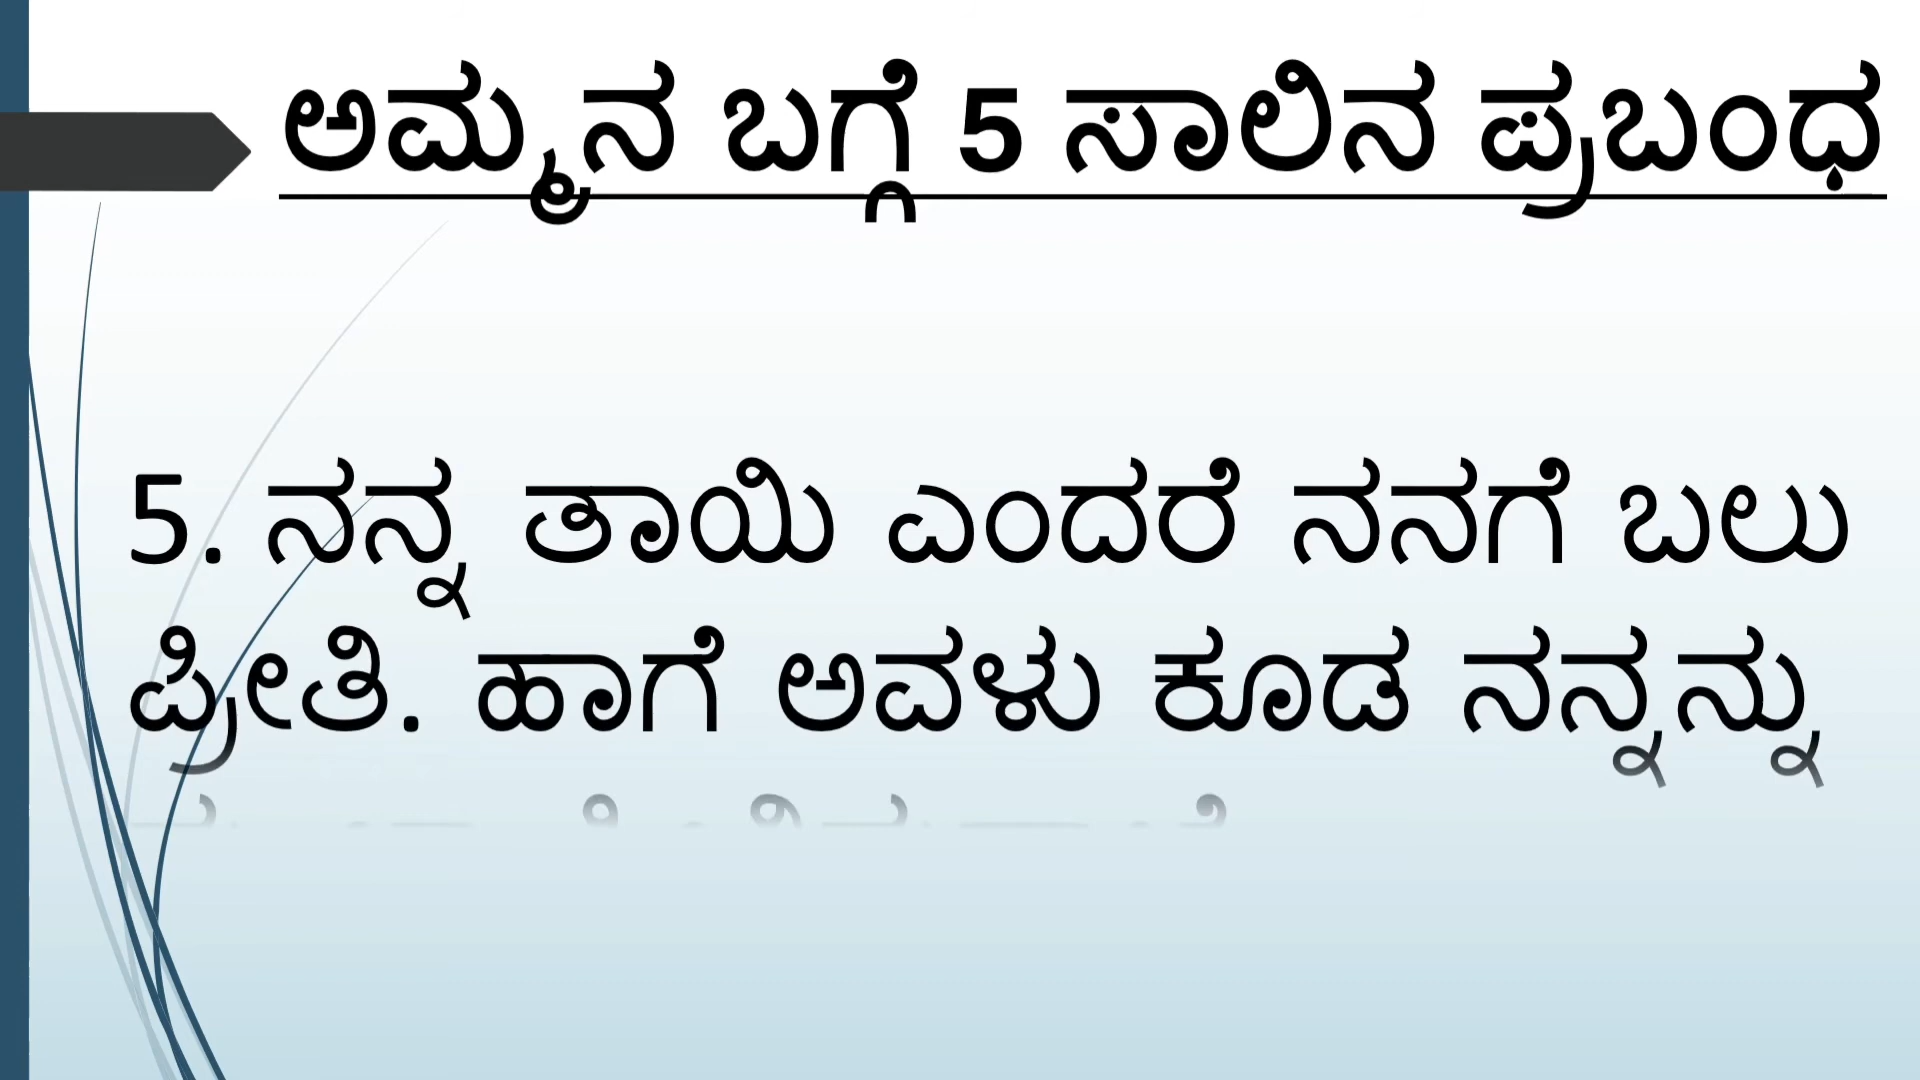 ಅಮ್ಮನ ಬಗ್ಗೆ 5 ಸಾಲಿನ ಪ್ರಬಂಧ
5. ನನ್ನ ತಾಯಿ ಎಂದರೆ ನನಗೆ ಬಲು
ಪ್ರೀತಿ. ಹಾಗೆ ಅವಳು ಕೂಡ ನನ್ನನ್ನು